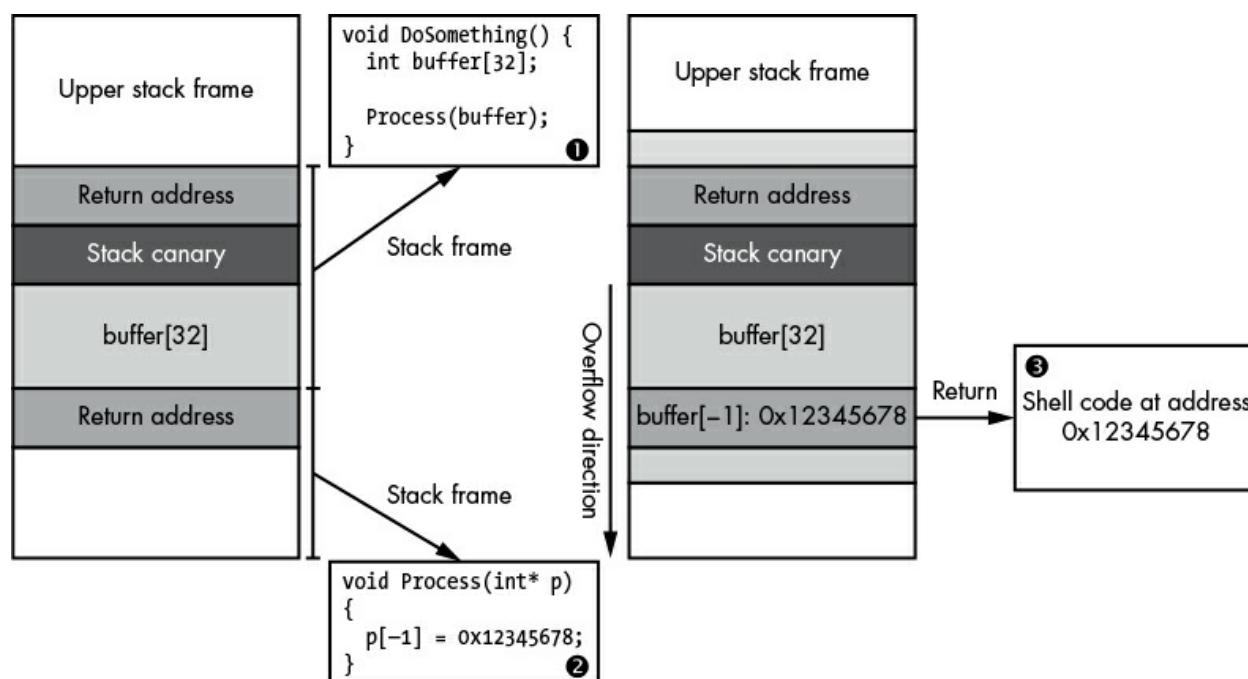 Upper stack frame
Return address
Stack canary
buffer[32]
Return address
void DoSomething() {
int buffer[32];
Process(buffer);
}
❶
Stack frame
Stack frame
void Process(int* p)
{
p[−1] = 0x12345678;
}
❷
Overflow direction
Upper stack frame
Return address
Stack canary
buffer[32]
buffer[−1]: 0x12345678
Return
❸
Shell code at address
0x12345678